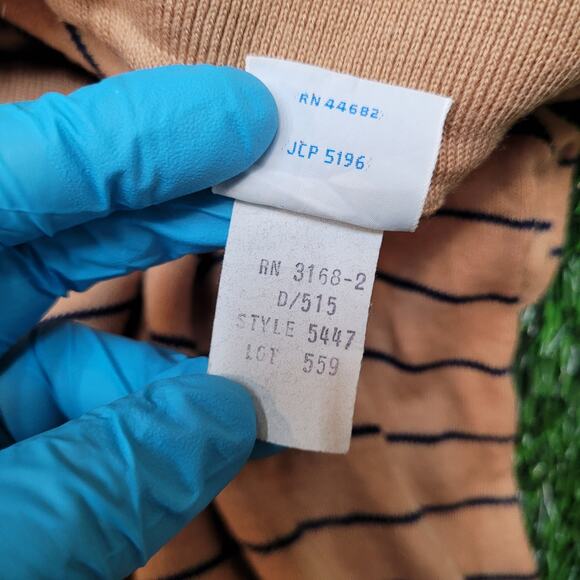 RN 44682
JCP 5196
RN 3168-2
D/515
STYLE 5447
LOT 559